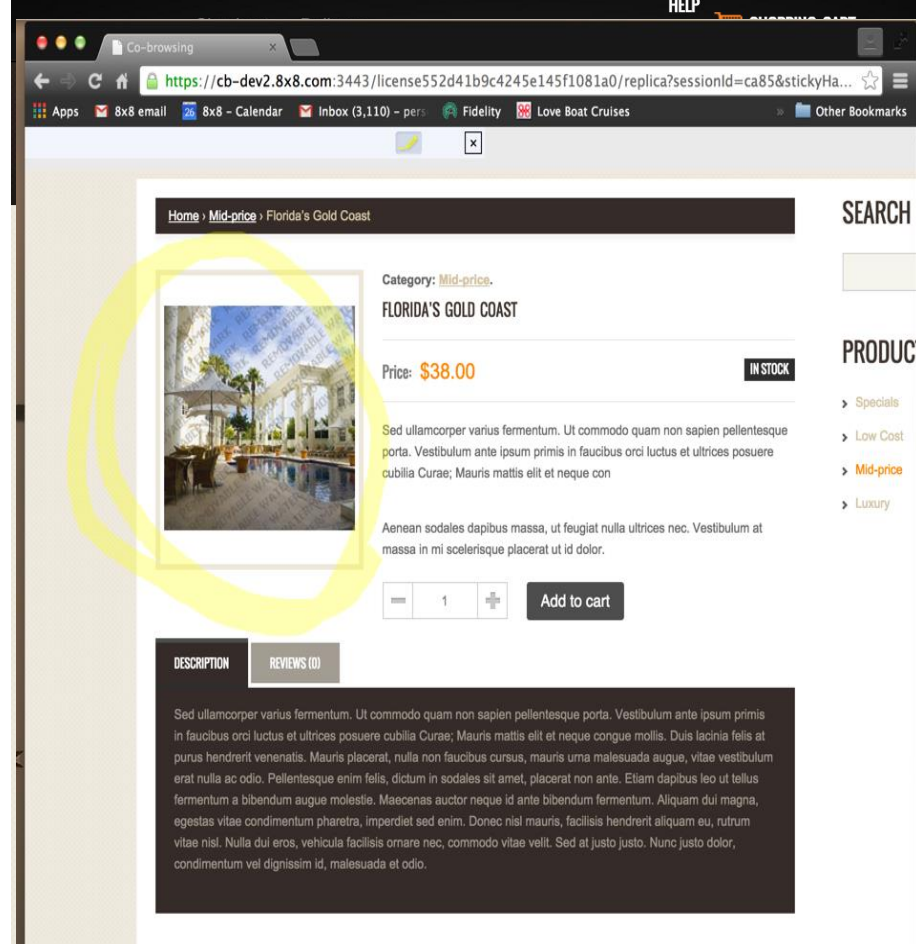 HELP
SHOPPING CART
Co-browsing
https://cb-dev2.8x8.com:3443/license552d41b9c4245e145f1081a0/replica?sessionId=ca85&stickyHa...
Apps 8x8 email 26 8x8 – Calendar Inbox (3,110) – pers Fidelity Love Boat Cruises » Other Bookmarks
Home › Mid-price › Florida's Gold Coast
SEARCH
Category: Mid-price.
FLORIDA'S GOLD COAST
Price: $38.00 IN STOCK
PRODUC
Specials
Low Cost
Mid-price
Luxury
Sed ullamcorper varius fermentum. Ut commodo quam non sapien pellentesque
porta. Vestibulum ante ipsum primis in faucibus orci luctus et ultrices posuere
cubilia Curae; Mauris mattis elit et neque con
Aenean sodales dapibus massa, ut feugiat nulla ultrices nec. Vestibulum at
massa in mi scelerisque placerat ut id dolor.
1 Add to cart
DESCRIPTION REVIEWS (0)
Sed ullamcorper varius fermentum. Ut commodo quam non sapien pellentesque porta. Vestibulum ante ipsum primis
in faucibus orci luctus et ultrices posuere cubilia Curae; Mauris mattis elit et neque congue mollis. Duis lacinia felis at
purus hendrerit venenatis. Mauris placerat, nulla non faucibus cursus, mauris urna malesuada augue, vitae vestibulum
erat nulla ac odio. Pellentesque enim felis, dictum in sodales sit amet, placerat non ante. Etiam dapibus leo ut tellus
fermentum a bibendum augue molestie. Maecenas auctor neque id ante bibendum fermentum. Aliquam dui magna,
egestas vitae condimentum pharetra, imperdiet sed enim. Donec nisl mauris, facilisis hendrerit aliquam eu, rutrum
vitae nisl. Nulla dui eros, vehicula facilisis ornare nec, commodo vitae velit. Sed at justo justo. Nunc justo dolor,
condimentum vel dignissim id, malesuada et odio.